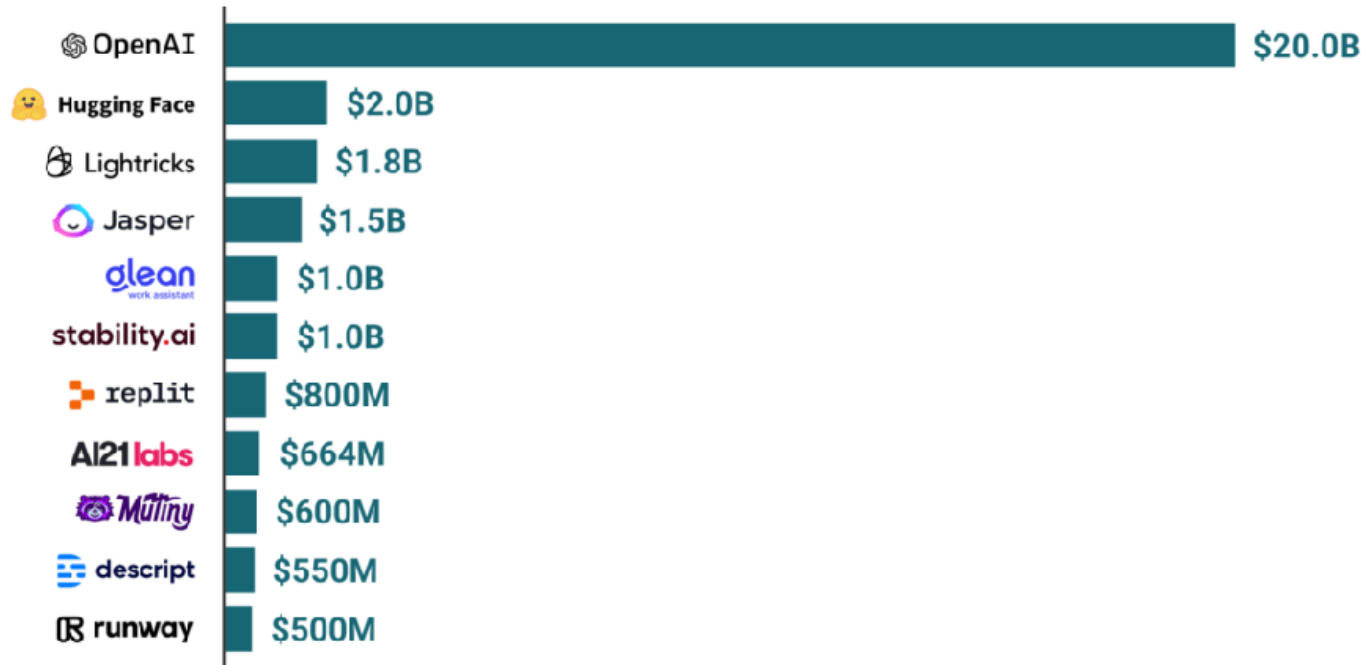 OpenAI $20.0B
Hugging Face $2.0B
Lightricks $1.8B
Jasper $1.5B
glean $1.0B
work assistant
stability.ai $1.0B
replit $800M
AI21labs $664M
Mutiny $600M
descript $550M
runway $500M